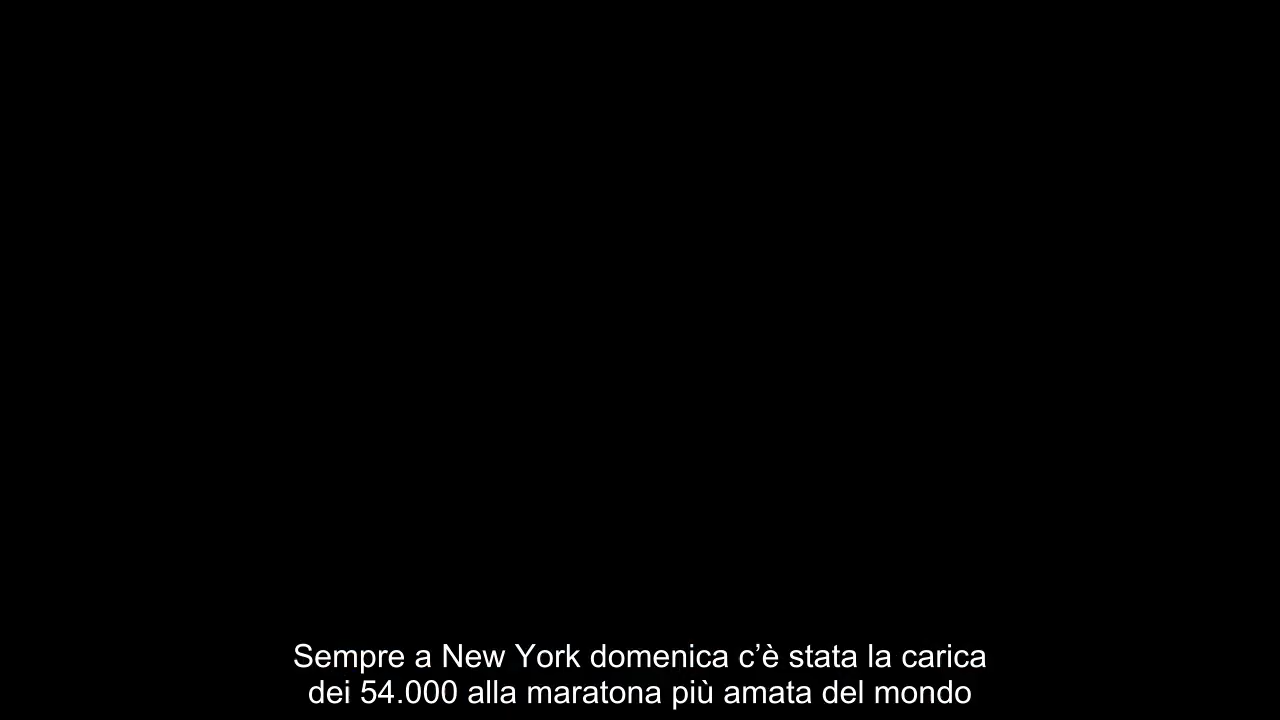 Sempre a New York domenica c’è stata la carica
dei 54.000 alla maratona più amata del mondo